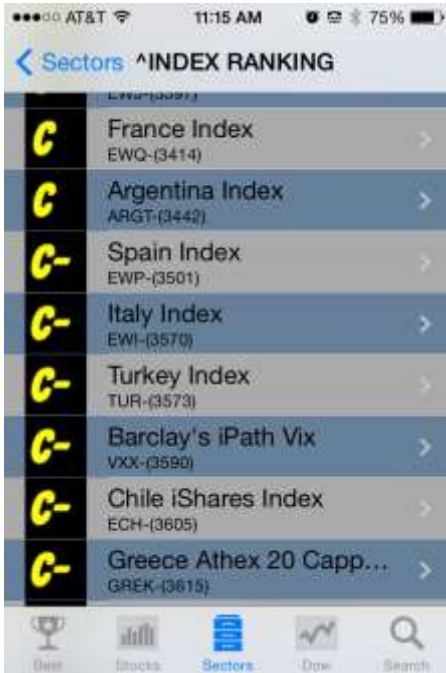 AT&T 11:15 AM 75%
Sectors ^INDEX RANKING
EWJ-(3397)
C France Index
EWQ-(3414)
C Argentina Index
ARGT-(3442)
C- Spain Index
EWP-(3501)
C- Italy Index
EWI-(3570)
C- Turkey Index
TUR-(3573)
C- Barclay's iPath Vix
VXX-(3590)
C- Chile iShares Index
ECH-(3605)
C- Greece Athex 20 Capp...
GREK-(3615)
Best Stocks Sectors Dow Search